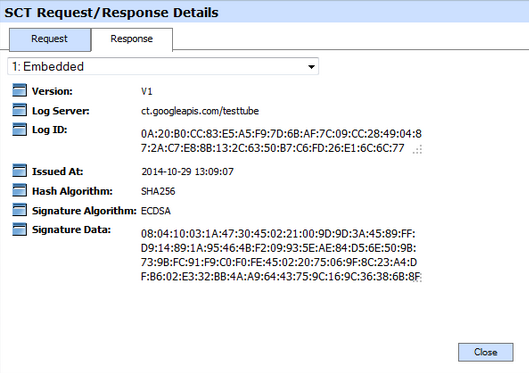 SCT Request/Response Details
Request
Response
1: Embedded
Version: V1
Log Server: ct.googleapis.com/testtube
Log ID: 0A:20:B0:CC:83:E5:A5:F9:7D:6B:AF:7C:09:CC:28:49:04:8
7:2A:C7:E8:8B:13:2C:63:50:B7:C6:FD:26:E1:6C:6C:77
Issued At: 2014-10-29 13:09:07
Hash Algorithm: SHA256
Signature Algorithm: ECDSA
Signature Data: 08:04:10:03:1A:47:30:45:02:21:00:9D:9D:3A:45:89:FF:
D9:14:89:1A:95:46:4B:F2:09:93:5E:AE:84:D5:6E:50:9B:
73:9B:FC:91:F9:C0:F0:FE:45:02:20:75:06:9F:8C:23:A4:D
F:B6:02:E3:32:BB:4A:A9:64:43:75:9C:16:9C:36:38:6B:8F:
Close